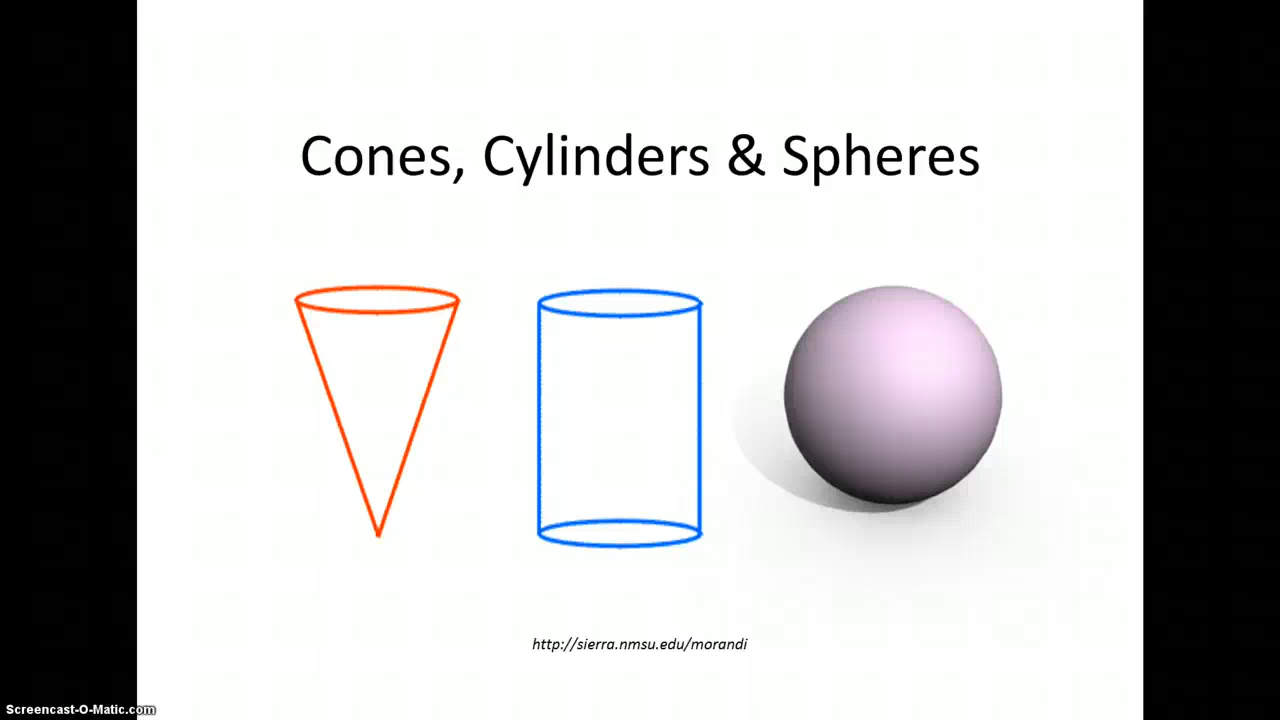 Cones, Cylinders & Spheres
http://sierra.nmsu.edu/morandi
Screencast-O-Matic.com